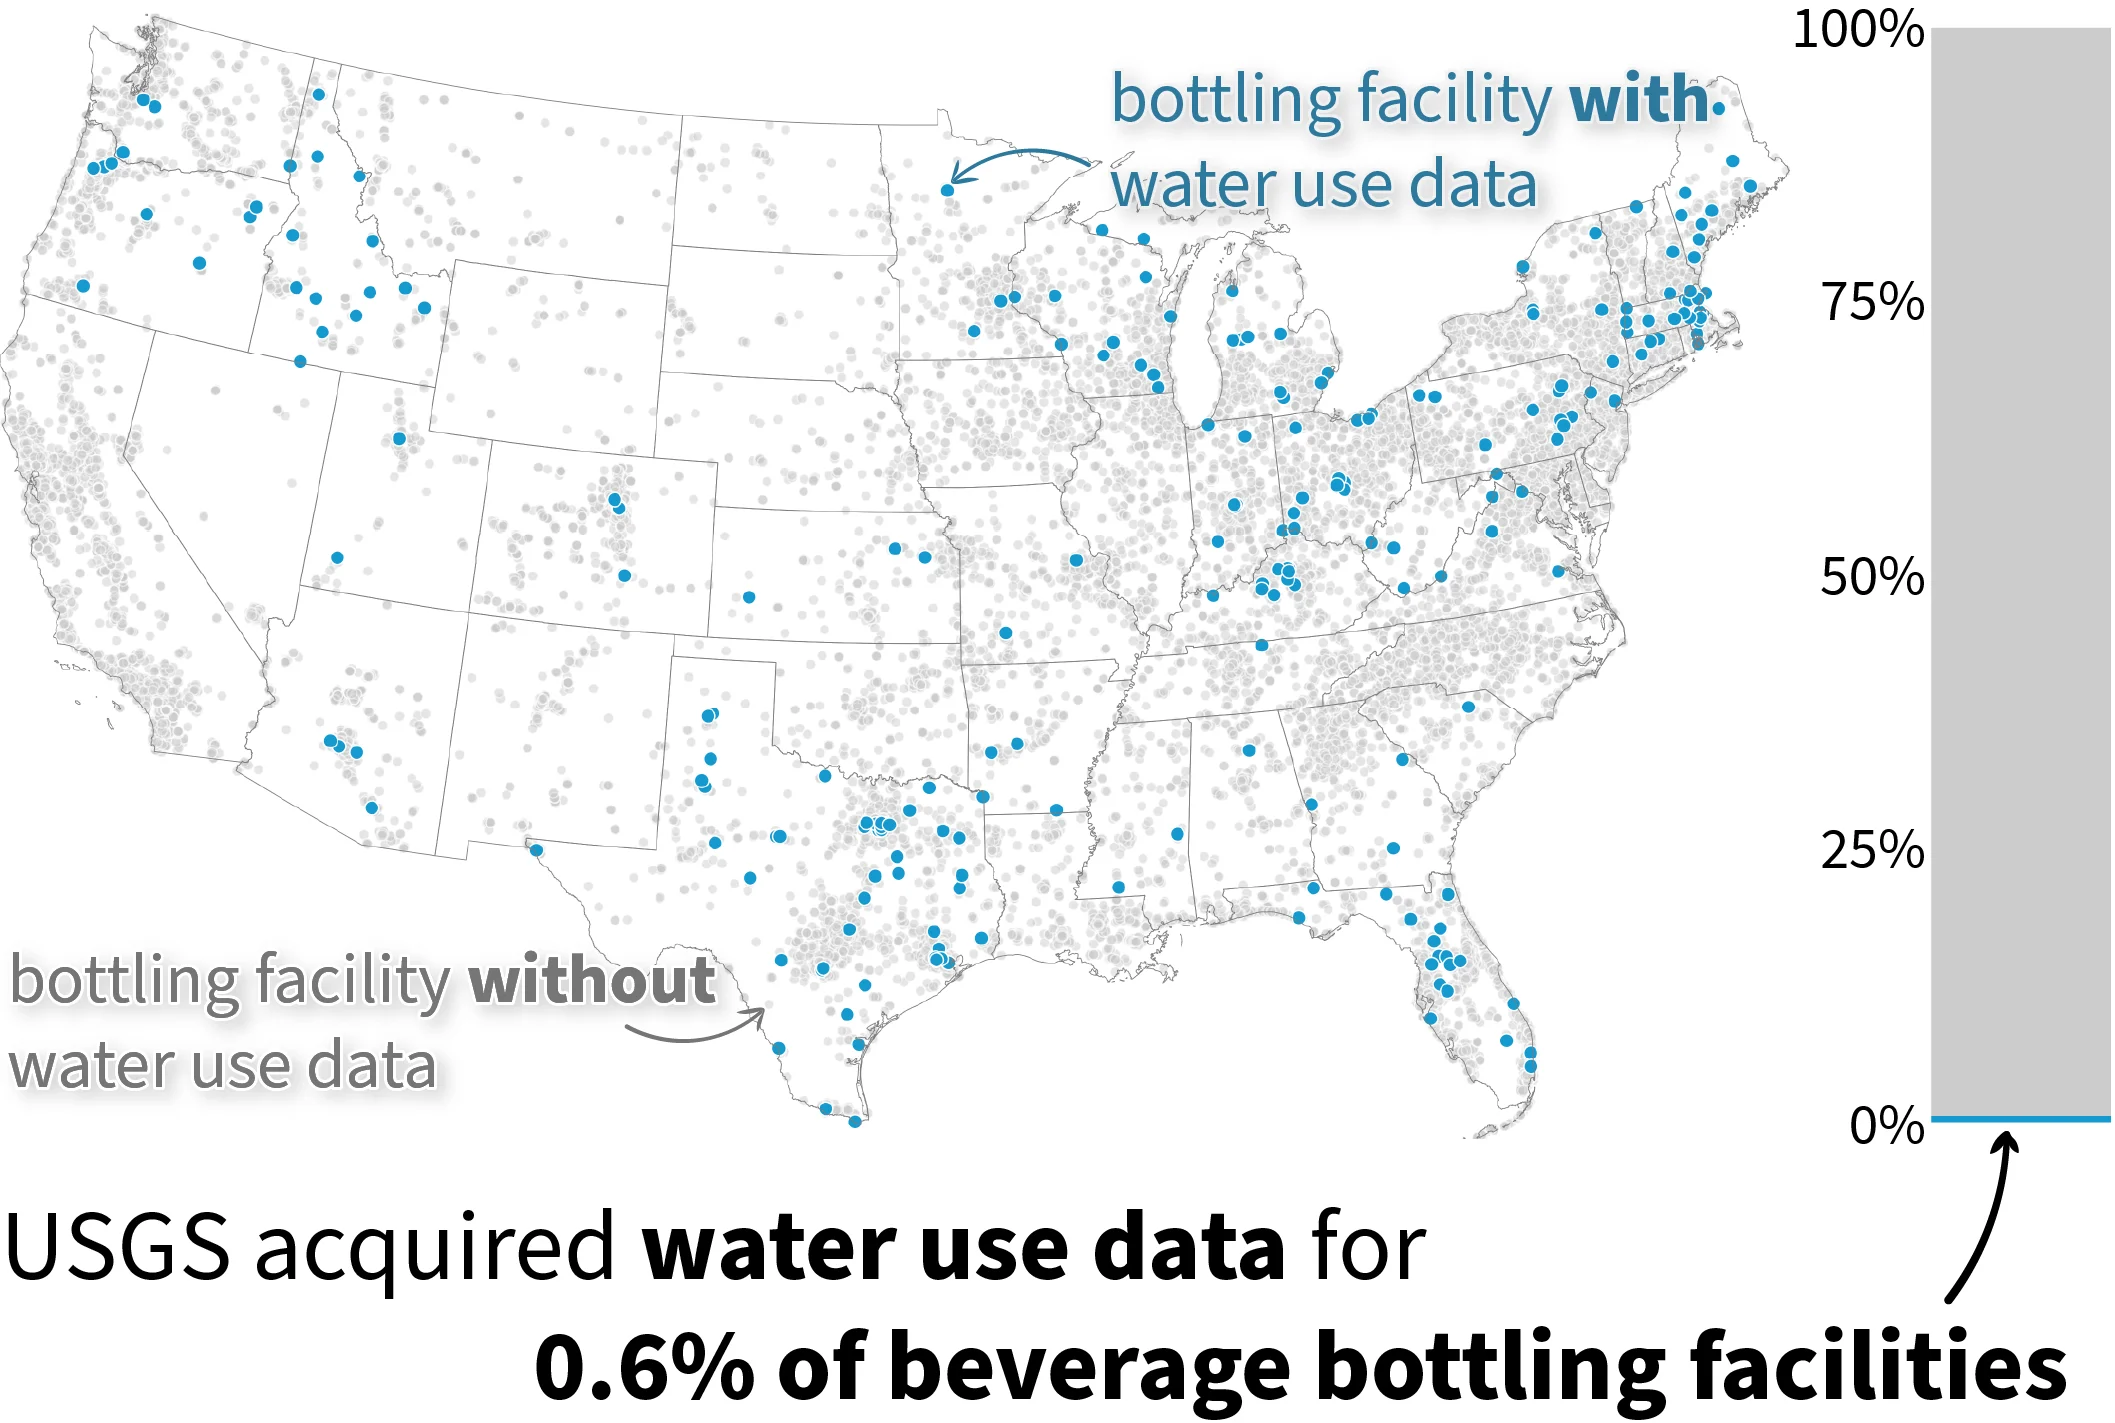 100%
bottling facility with
water use data
75%
50%
25%
bottling facility without
water use data
0%
USGS acquired water use data for
0.6% of beverage bottling facilities